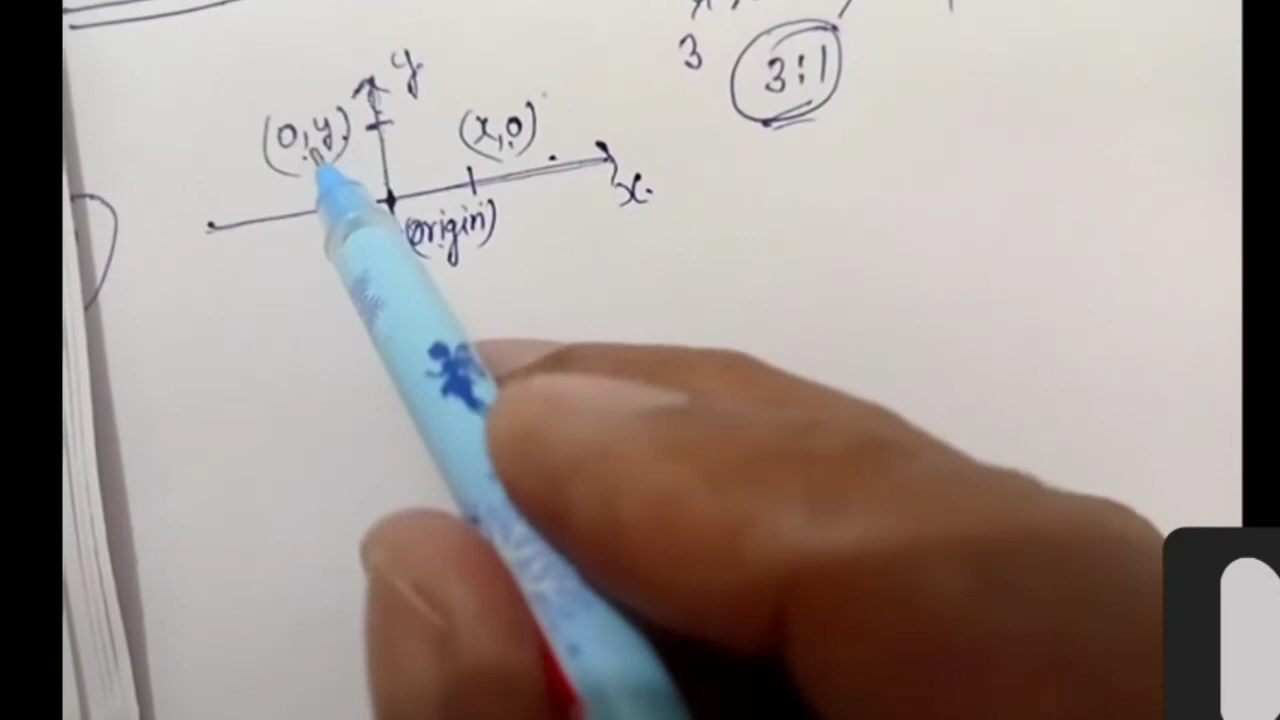 3
3:1
y
(0,y)
(x,0)
x
(origin)